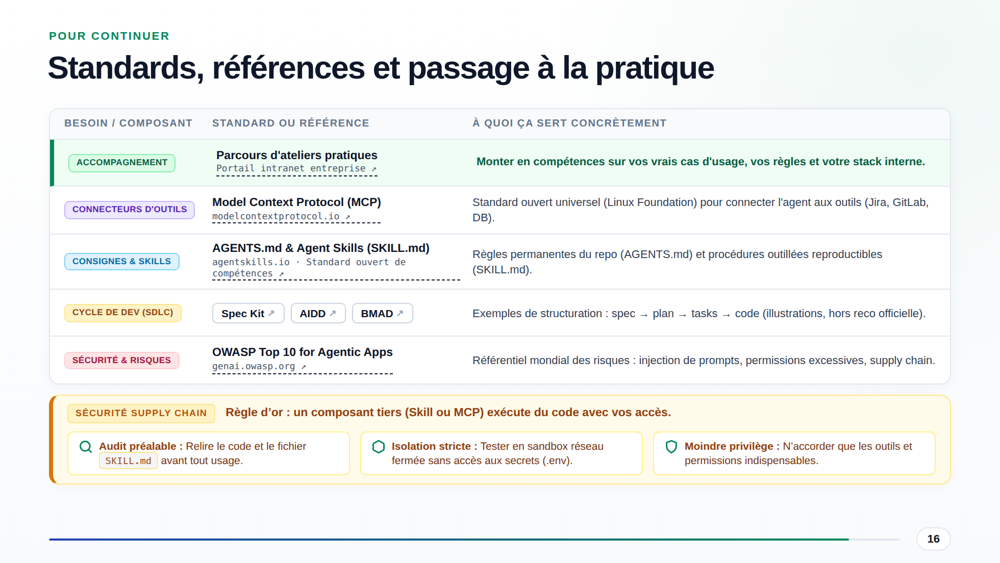 POUR CONTINUER
Standards, références et passage à la pratique
BESOIN / COMPOSANT
STANDARD OU RÉFÉRENCE
À QUOI ÇA SERT CONCRÈTEMENT
ACCOMPAGNEMENT
Parcours d'ateliers pratiques
Portail intranet entreprise ↗
Monter en compétences sur vos vrais cas d'usage, vos règles et votre stack interne.
CONNECTEURS D'OUTILS
Model Context Protocol (MCP)
modelcontextprotocol.io ↗
Standard ouvert universel (Linux Foundation) pour connecter l'agent aux outils (Jira, GitLab,
DB).
CONSIGNES & SKILLS
AGENTS.md & Agent Skills (SKILL.md)
agentskills.io · Standard ouvert de
compétences ↗
Règles permanentes du repo (AGENTS.md) et procédures outillées reproductibles
(SKILL.md).
CYCLE DE DEV (SDLC)
Spec Kit ↗
AIDD ↗
BMAD ↗
Exemples de structuration : spec → plan → tasks → code (illustrations, hors reco officielle).
SÉCURITÉ & RISQUES
OWASP Top 10 for Agentic Apps
genai.owasp.org ↗
Référentiel mondial des risques : injection de prompts, permissions excessives, supply chain.
SÉCURITÉ SUPPLY CHAIN
Règle d’or : un composant tiers (Skill ou MCP) exécute du code avec vos accès.
Audit préalable : Relire le code et le fichier
SKILL.md avant tout usage.
Isolation stricte : Tester en sandbox réseau
fermée sans accès aux secrets (.env).
Moindre privilège : N’accorder que les outils et
permissions indispensables.
16